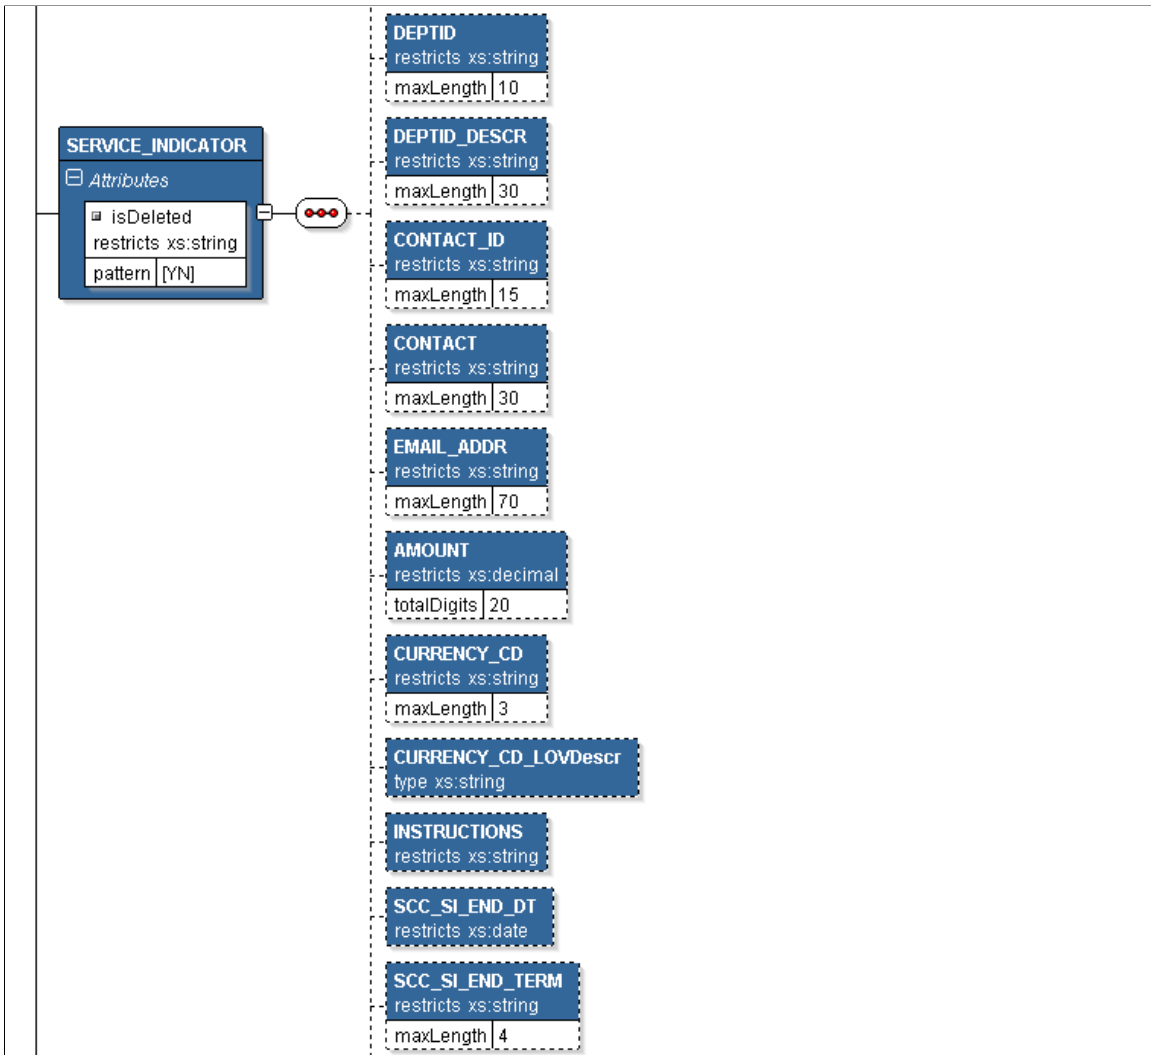 DEPTID
restricts xs:string
maxLength 10
DEPTID_DESCR
restricts xs:string
maxLength 30
SERVICE_INDICATOR
Attributes
isDeleted
restricts xs:string
pattern [YN]
CONTACT_ID
restricts xs:string
maxLength 15
CONTACT
restricts xs:string
maxLength 30
EMAIL_ADDR
restricts xs:string
maxLength 70
AMOUNT
restricts xs:decimal
totalDigits 20
CURRENCY_CD
restricts xs:string
maxLength 3
CURRENCY_CD_LOVDescr
type xs:string
INSTRUCTIONS
restricts xs:string
SCC_SI_END_DT
restricts xs:date
SCC_SI_END_TERM
restricts xs:string
maxLength 4